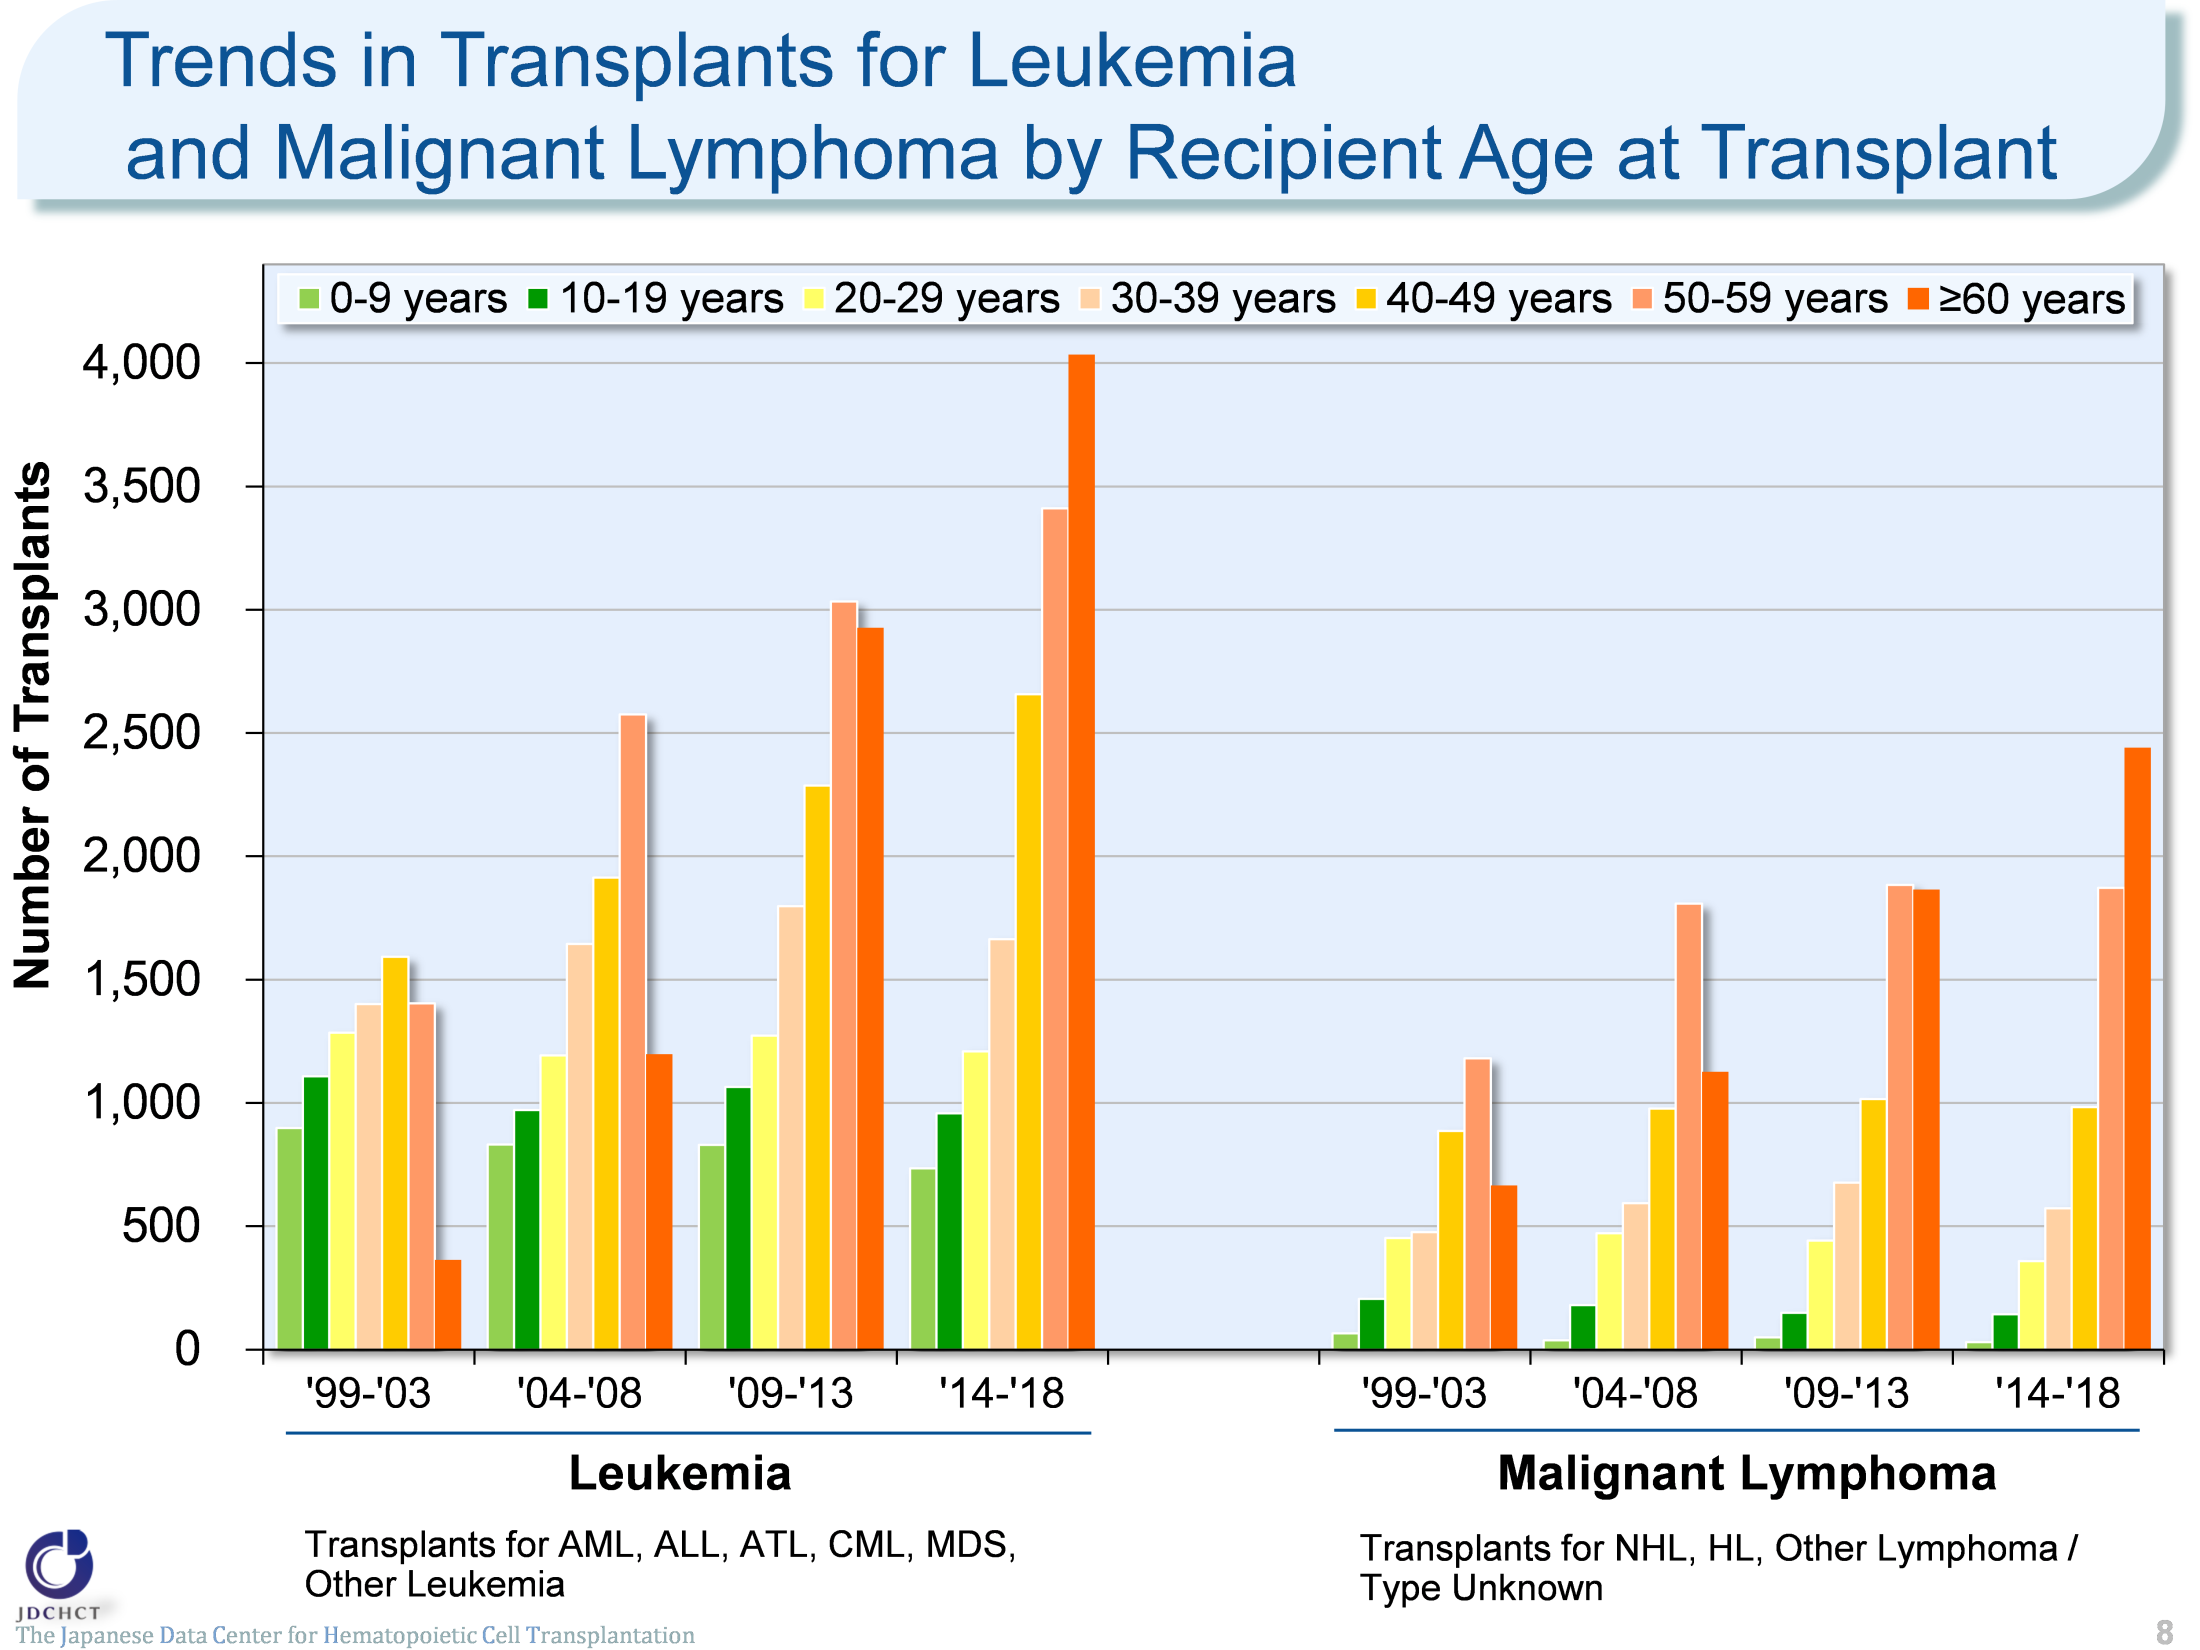 Trends in Transplants for Leukemia
and Malignant Lymphoma by Recipient Age at Transplant
0-9 years 10-19 years 20-29 years 30-39 years 40-49 years 50-59 years ≥60 years
Number of Transplants
4,000
3,500
3,000
2,500
2,000
1,500
1,000
500
0
'99-'03 '04-'08 '09-'13 '14-'18 '99-'03 '04-'08 '09-'13 '14-'18
Leukemia
Malignant Lymphoma
Transplants for AML, ALL, ATL, CML, MDS,
Other Leukemia
Transplants for NHL, HL, Other Lymphoma /
Type Unknown
JDCHCT
The Japanese Data Center for Hematopoietic Cell Transplantation
8